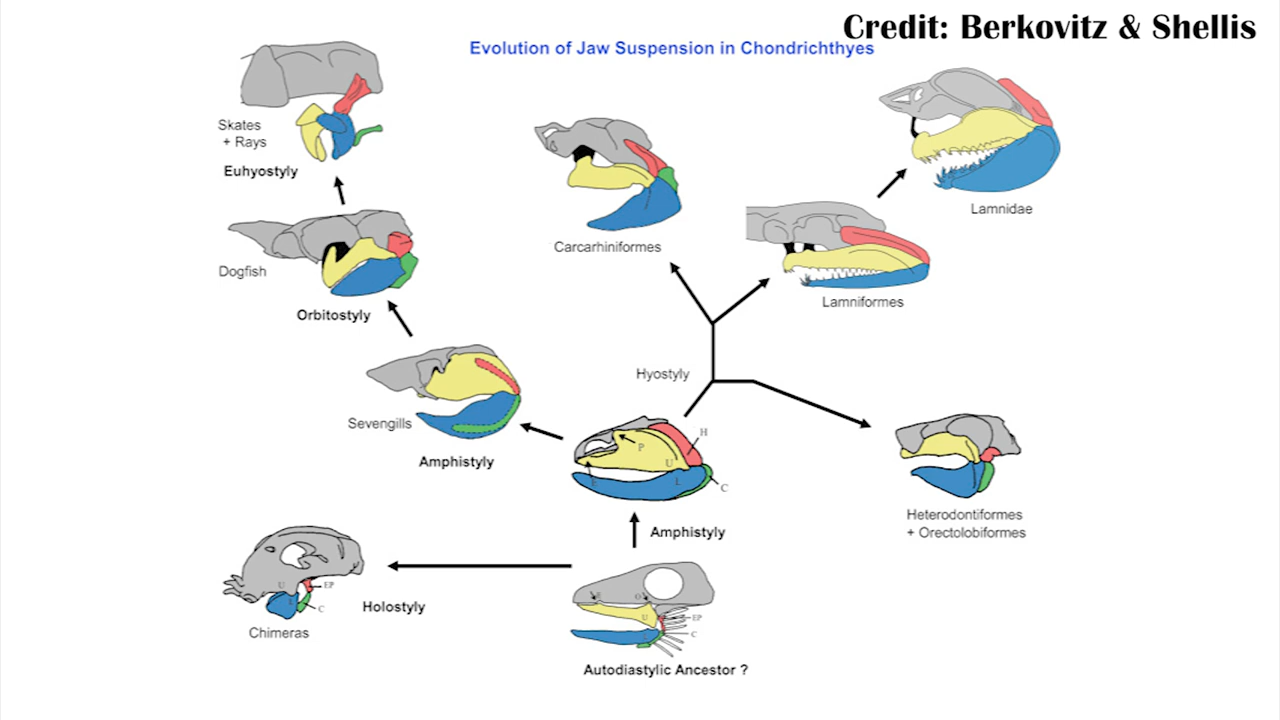 Credit: Berkovitz & Shellis
Evolution of Jaw Suspension in Chondrichthyes
Skates
+ Rays
Euhyostyly
Carcarhiniformes
Lamnidae
Dogfish
Orbitostyly
Lamniformes
Hyostyly
Sevengills
Amphistyly
H
P
U
E
L
C
Heterodontiformes
+ Orectolobiformes
Amphistyly
U
EP
L
C
Holostyly
Chimeras
U
EP
C
Autodiastylic Ancestor ?